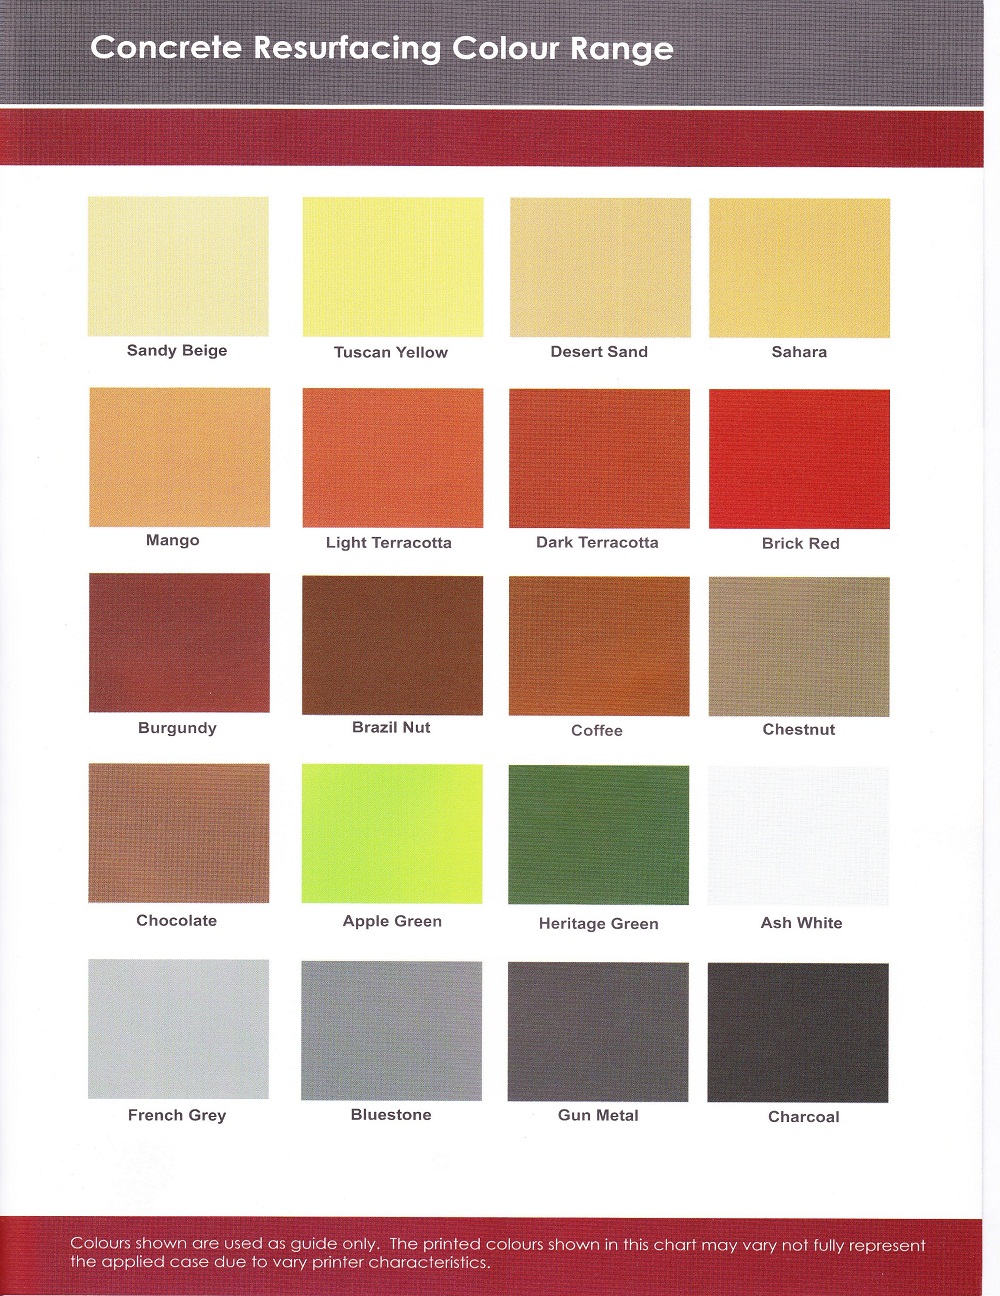 Concrete Resurfacing Colour Range
Sandy Beige
Tuscan Yellow
Desert Sand
Sahara
Mango
Light Terracotta
Dark Terracotta
Brick Red
Burgundy
Brazil Nut
Coffee
Chestnut
Chocolate
Apple Green
Heritage Green
Ash White
French Grey
Bluestone
Gun Metal
Charcoal
Colours shown are used as guide only. The printed colours shown in this chart may vary not fully represent
the applied case due to vary printer characteristics.